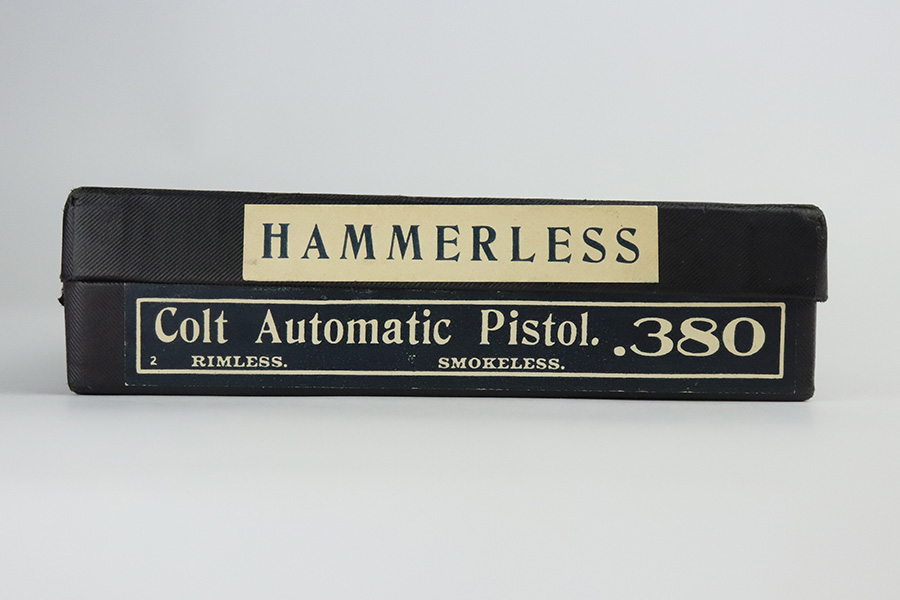 HAMMERLESS
Colt Automatic Pistol. .380
2 RIMLESS. SMOKELESS.